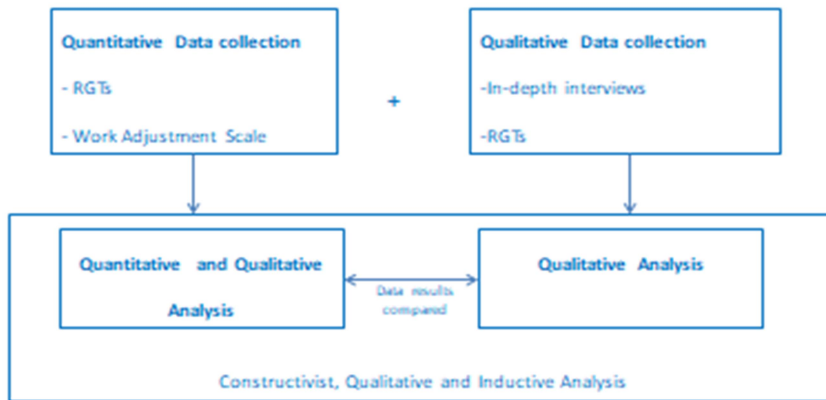 Quantitative Data collection
- RGTs
- Work Adjustment Scale
+
Qualitative Data collection
-In-depth interviews
-RGTs
Quantitative and Qualitative
Analysis
Data results
compared
Qualitative Analysis
Constructivist, Qualitative and Inductive Analysis